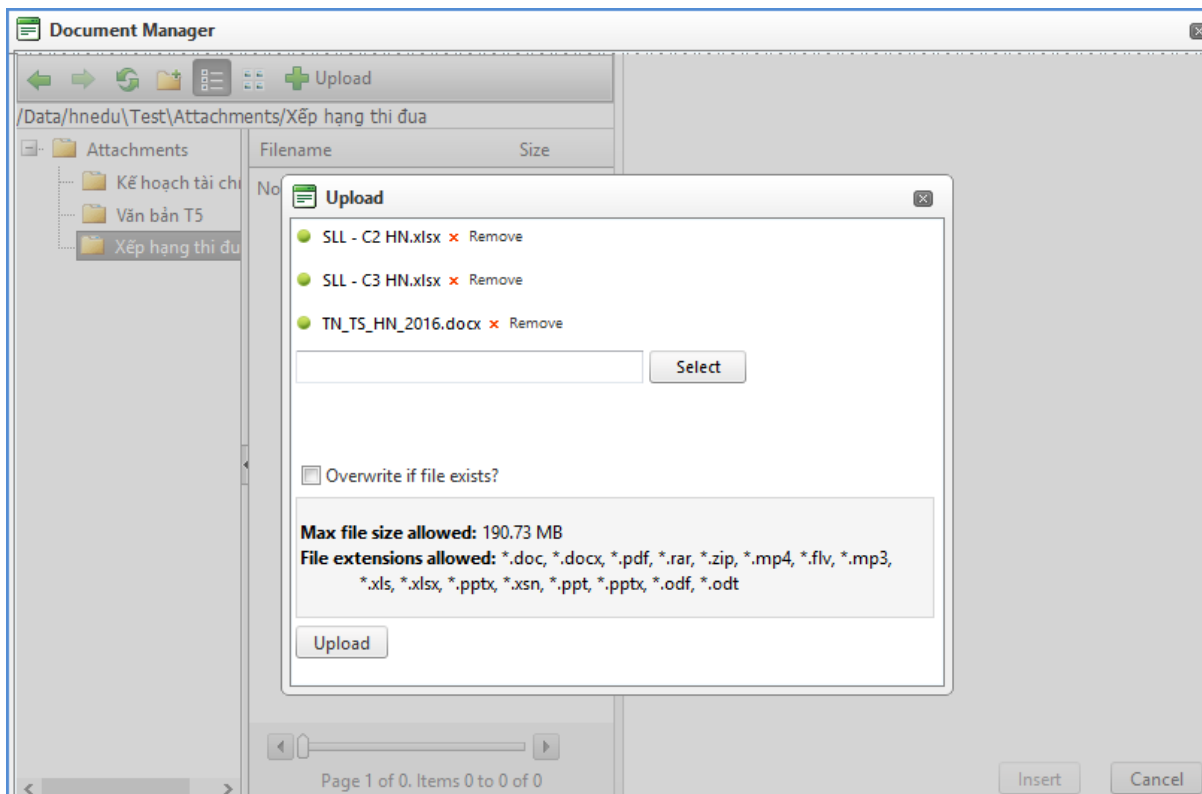 Document Manager
Upload
/Data/hnedu\Test\Attachments/Xếp hạng thi đua
Attachments
Kế hoạch tài
Văn bản T5
Xếp hạng thi
Filename Size
No
Upload
SLL - C2 HN.xlsx × Remove
SLL - C3 HN.xlsx × Remove
TN_TS_HN_2016.docx × Remove
Select
Overwrite if file exists?
Max file size allowed: 190.73 MB
File extensions allowed: *.doc, *.docx, *.pdf, *.rar, *.zip, *.mp4, *.flv, *.mp3,
*.xls, *.xlsx, *.pptx, *.xsn, *.ppt, *.pptx, *.odf, *.odt
Upload
Page 1 of 0. Items 0 to 0 of 0
Insert Cancel